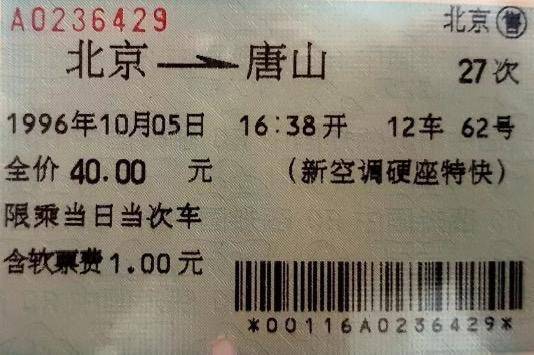 A0236429 北京售
北京→唐山 27次
1996年10月05日 16:38开 12车 62号
全价 40.00 元 (新空调硬座特快)
限乘当日当次车
含软票费1.00元
*00116A0236429*